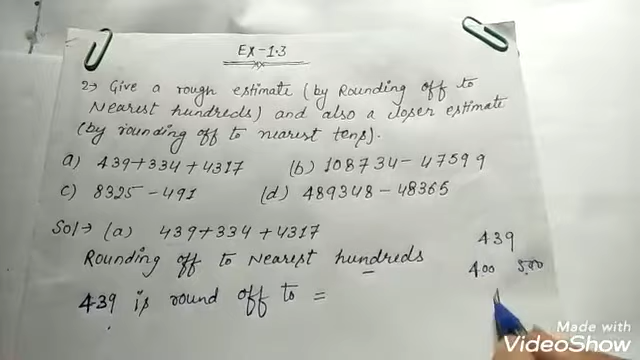 Ex-1.3
2→ Give a rough estimate (by Rounding off to
Nearest hundreds) and also a closer estimate
(by rounding off to nearest tens).
a) 439+334+4317 (b) 108734-47599
c) 8325-491 (d) 489348-48365
Sol→ (a) 439+334+4317
439
Rounding off to Nearest hundreds
400 500
439 is round off to =
Made with
VideoShow